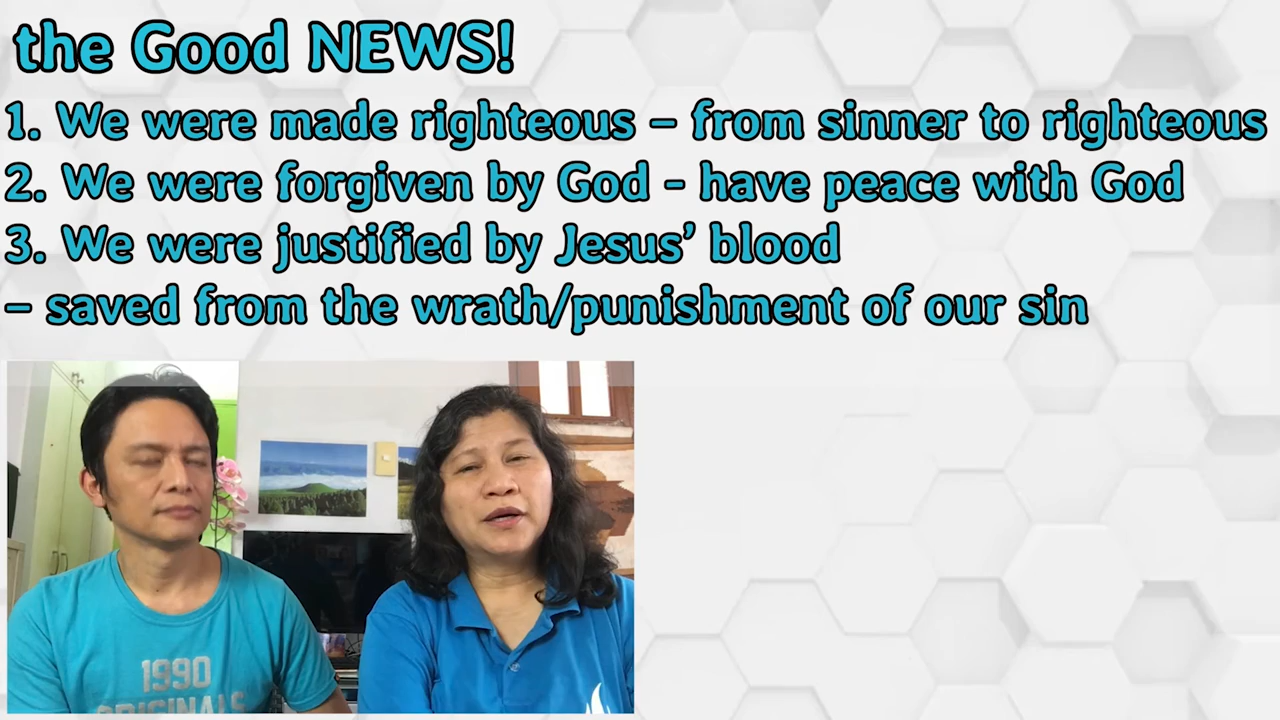 the Good NEWS!
1. We were made righteous – from sinner to righteous
2. We were forgiven by God - have peace with God
3. We were justified by Jesus’ blood
– saved from the wrath/punishment of our sin
1990
ORIGINALS